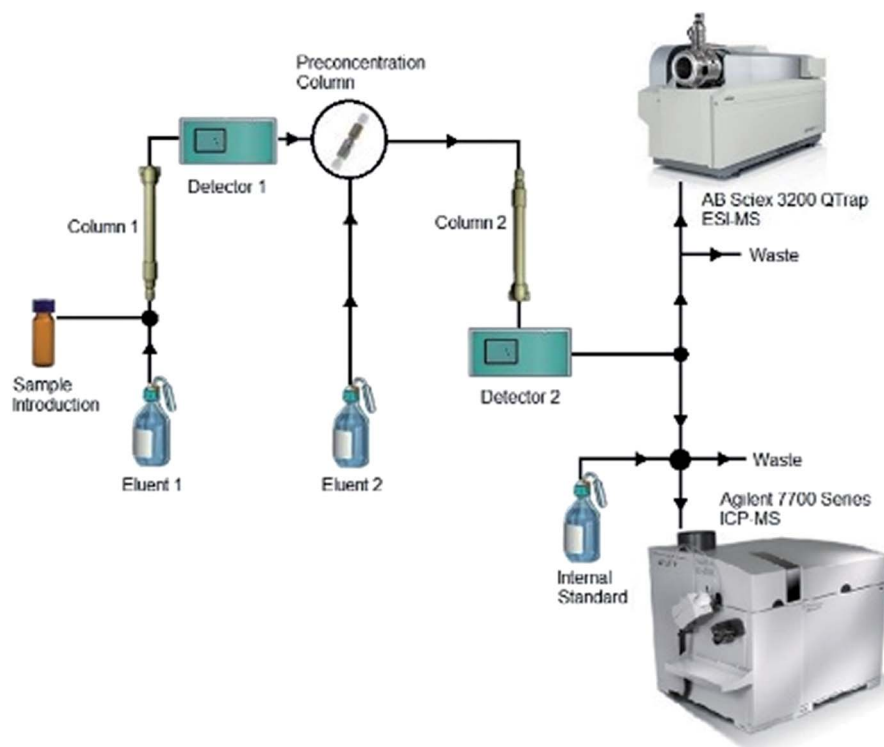 Preconcentration
Column
Detector 1
Column 1
Column 2
AB Sciex 3200 QTrap
ESI-MS
Waste
Sample
Introduction
Eluent 1
Eluent 2
Detector 2
Waste
Agilent 7700 Series
ICP-MS
Internal
Standard